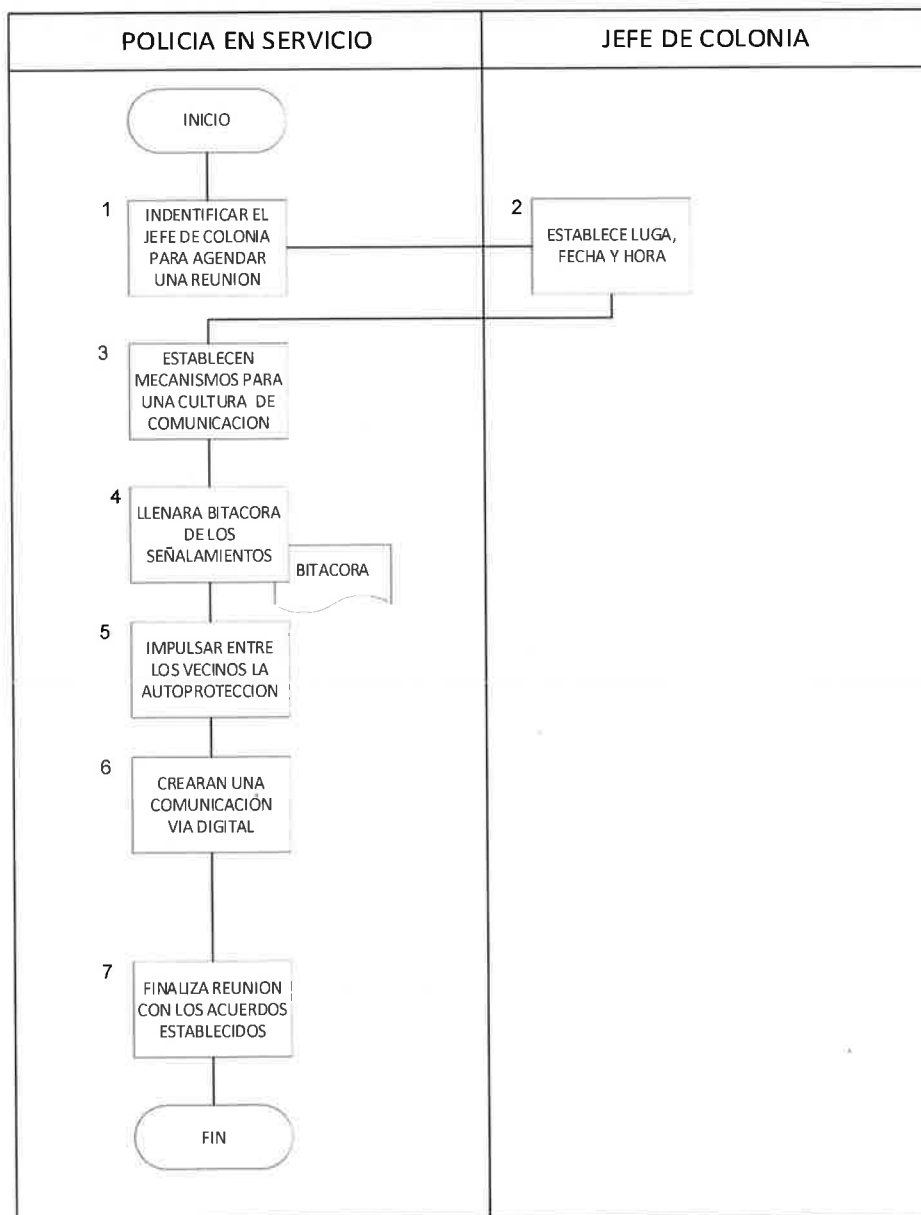 POLICIA EN SERVICIO
JEFE DE COLONIA
INICIO
1
INDENTIFICAR EL
JEFE DE COLONIA
PARA AGENDAR
UNA REUNION
2
ESTABLECE LUGA,
FECHA Y HORA
3
ESTABLECEN
MECANISMOS PARA
UNA CULTURA DE
COMUNICACION
4
LLENARA BITACORA
DE LOS
SEÑALAMIENTOS
BITACORA
5
IMPULSAR ENTRE
LOS VECINOS LA
AUTOPROTECCION
6
CREARAN UNA
COMUNICACIÓN
VIA DIGITAL
7
FINALIZA REUNION
CON LOS ACUERDOS
ESTABLECIDOS
FIN